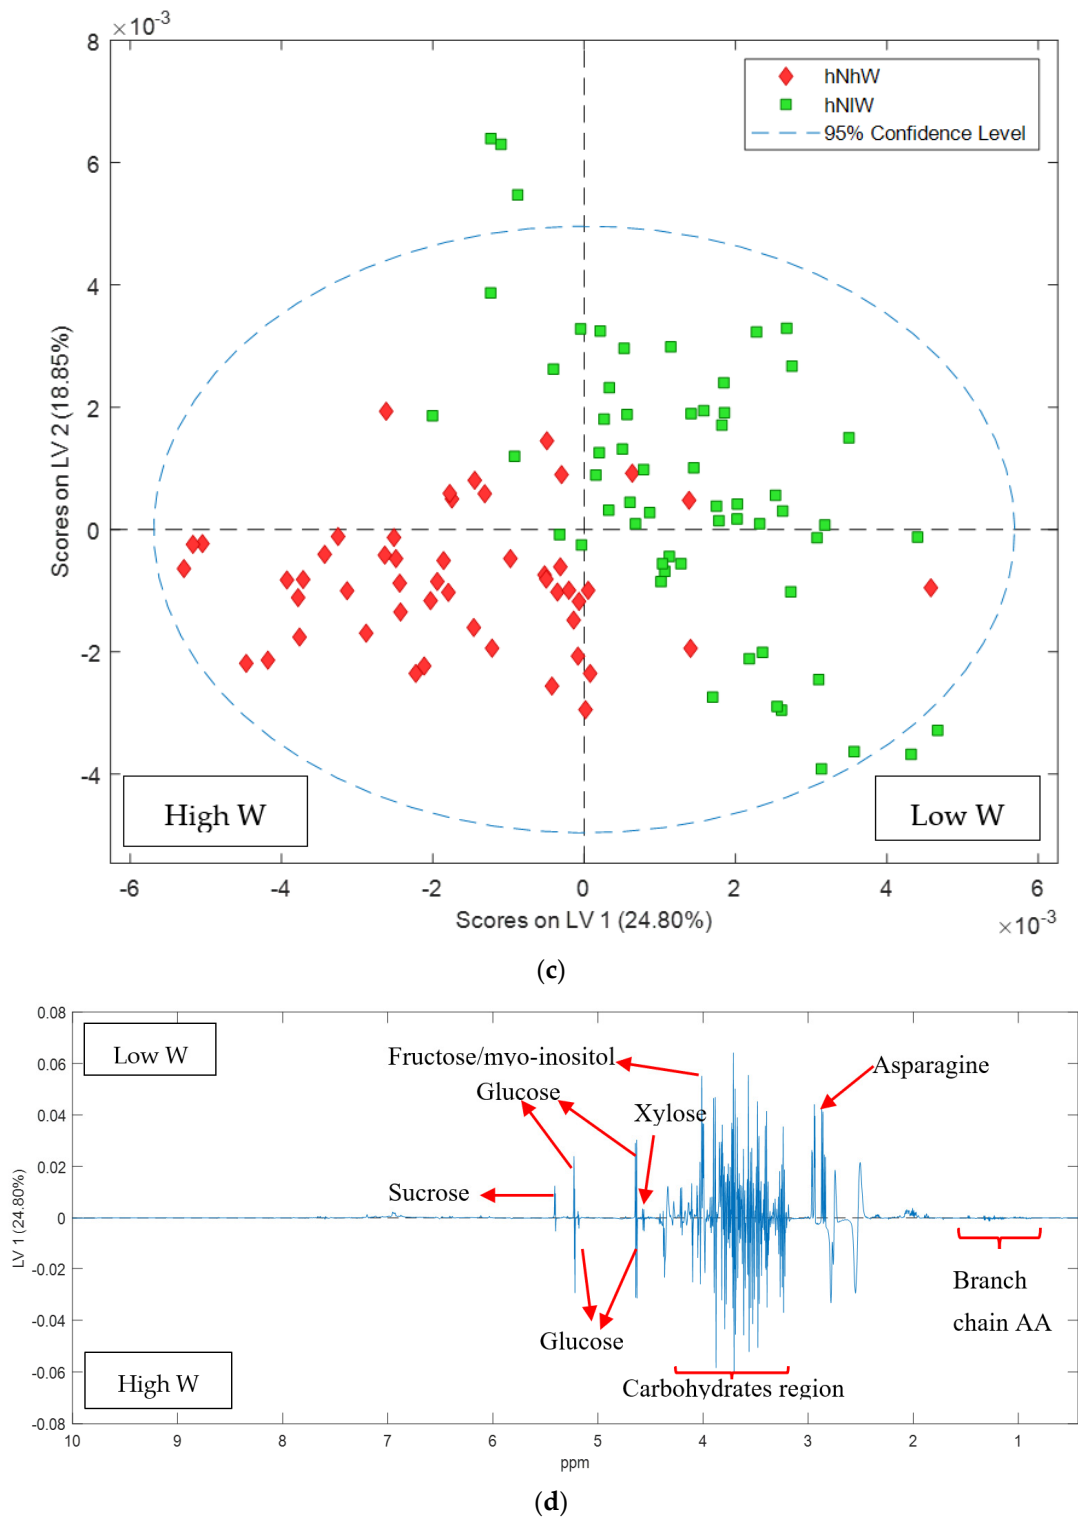 ×10⁻³
8
6
4
2
0
-2
-4
Scores on LV 2 (18.85%)
hNhW
hNlW
95% Confidence Level
High W
Low W
-6
-4
-2
0
2
4
6
Scores on LV 1 (24.80%)
×10⁻³
(c)
0.08
0.06
0.04
0.02
0
-0.02
-0.04
-0.06
-0.08
LV 1 (24.80%)
Low W
Fructose/myo-inositol
Asparagine
Glucose
Xylose
Sucrose
Branch
chain AA
Glucose
High W
Carbohydrates region
10
9
8
7
6
5
4
3
2
1
ppm
(d)